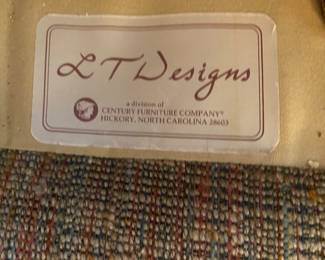 LT Designs
a division of
CENTURY FURNITURE COMPANY®
HICKORY, NORTH CAROLINA 28603